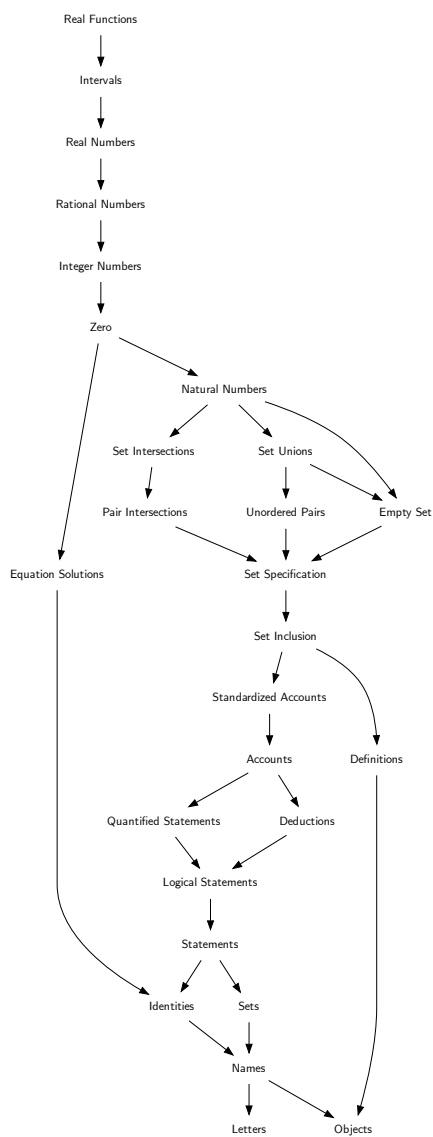 Real Functions
Intervals
Real Numbers
Rational Numbers
Integer Numbers
Zero
Natural Numbers
Set Intersections
Set Unions
Pair Intersections
Unordered Pairs
Empty Set
Equation Solutions
Set Specification
Set Inclusion
Standardized Accounts
Accounts
Definitions
Quantified Statements
Deductions
Logical Statements
Statements
Identities
Sets
Names
Letters
Objects